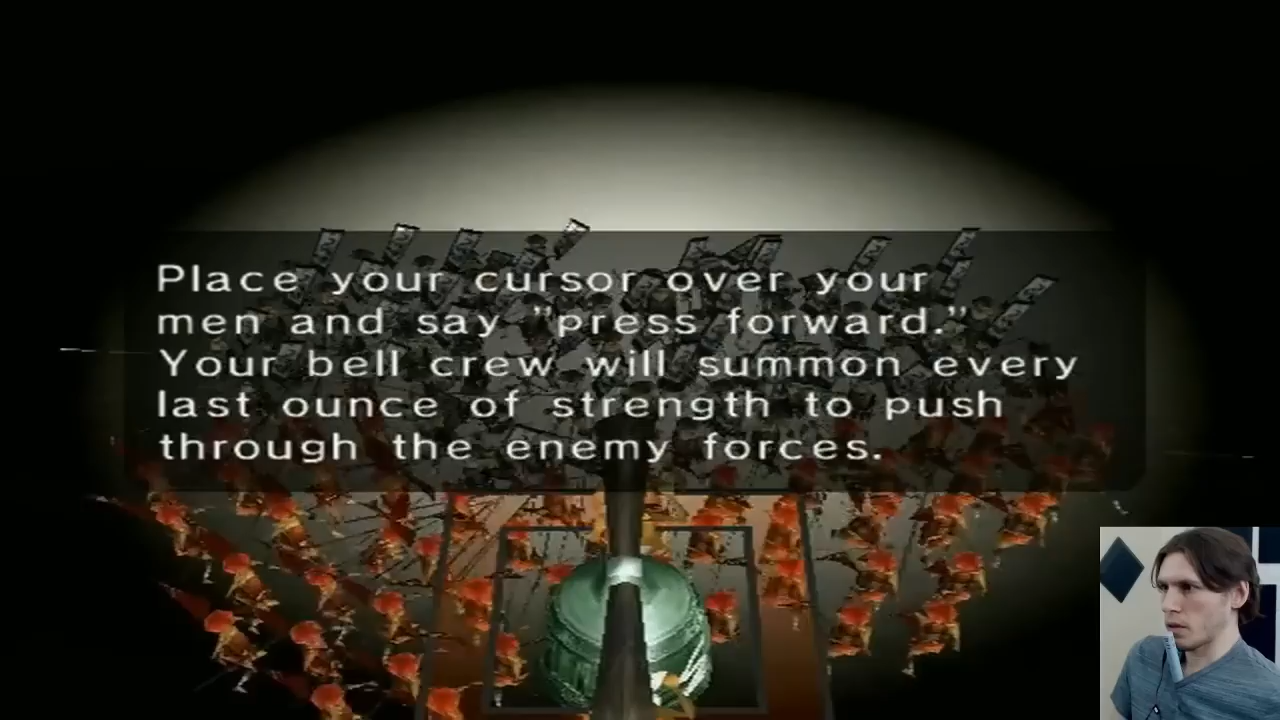 Place your cursor over your
men and say "press forward."
Your bell crew will summon every
last ounce of strength to push
through the enemy forces.